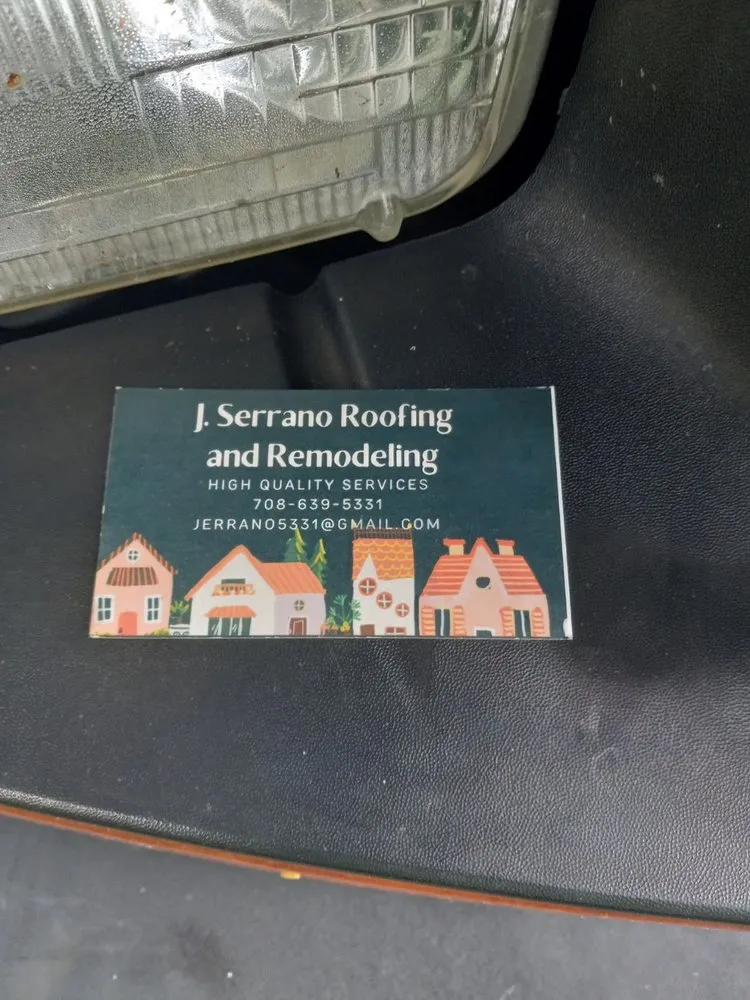 J. Serrano Roofing
and Remodeling
HIGH QUALITY SERVICES
708-639-5331
JERRANO5331@GMAIL.COM